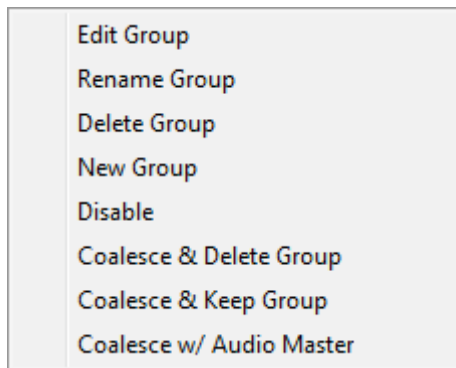 Edit Group
Rename Group
Delete Group
New Group
Disable
Coalesce & Delete Group
Coalesce & Keep Group
Coalesce w/ Audio Master